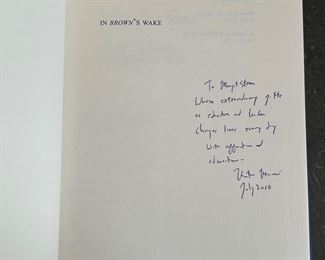 IN BROWN'S WAKE
To
Whose extraordinary gifts
as educator and leader
changes lives every day
with affection and
admiration –
July 2010